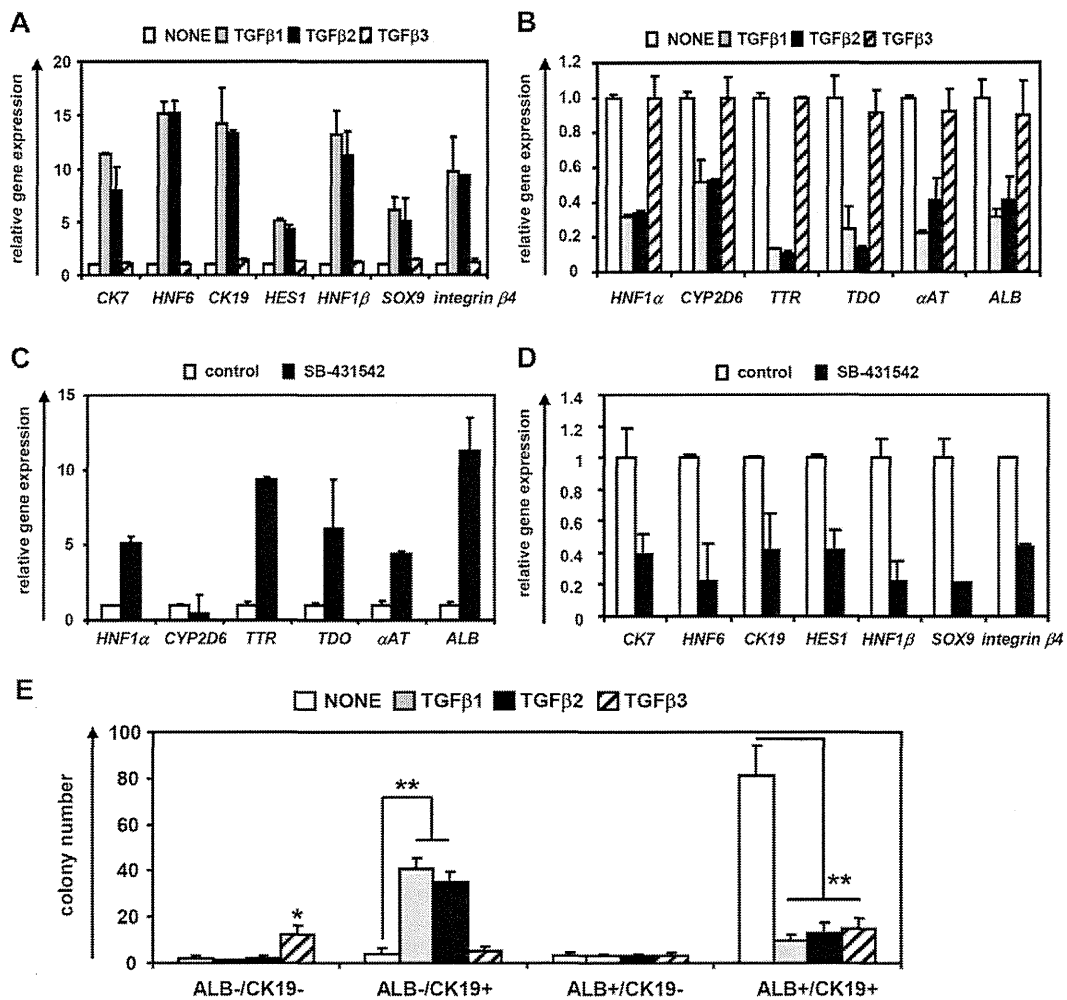 A
NONE TGFβ1 TGFβ2 TGFβ3
relative gene expression
20
15
10
5
0
CK7 HNF6 CK19 HES1 HNF1β SOX9 integrin β4
B
NONE TGFβ1 TGFβ2 TGFβ3
relative gene expression
1.2
1.0
0.8
0.6
0.4
0.2
0
HNF1α CYP2D6 TTR TDO αAT ALB
C
control SB-431542
relative gene expression
15
10
5
0
HNF1α CYP2D6 TTR TDO αAT ALB
D
control SB-431542
relative gene expression
1.4
1.2
1
0.8
0.6
0.4
0.2
0
CK7 HNF6 CK19 HES1 HNF1β SOX9 integrin β4
E
NONE TGFβ1 TGFβ2 TGFβ3
colony number
100
80
60
40
20
0
*
**
**
ALB-/CK19- ALB-/CK19+ ALB+/CK19- ALB+/CK19+